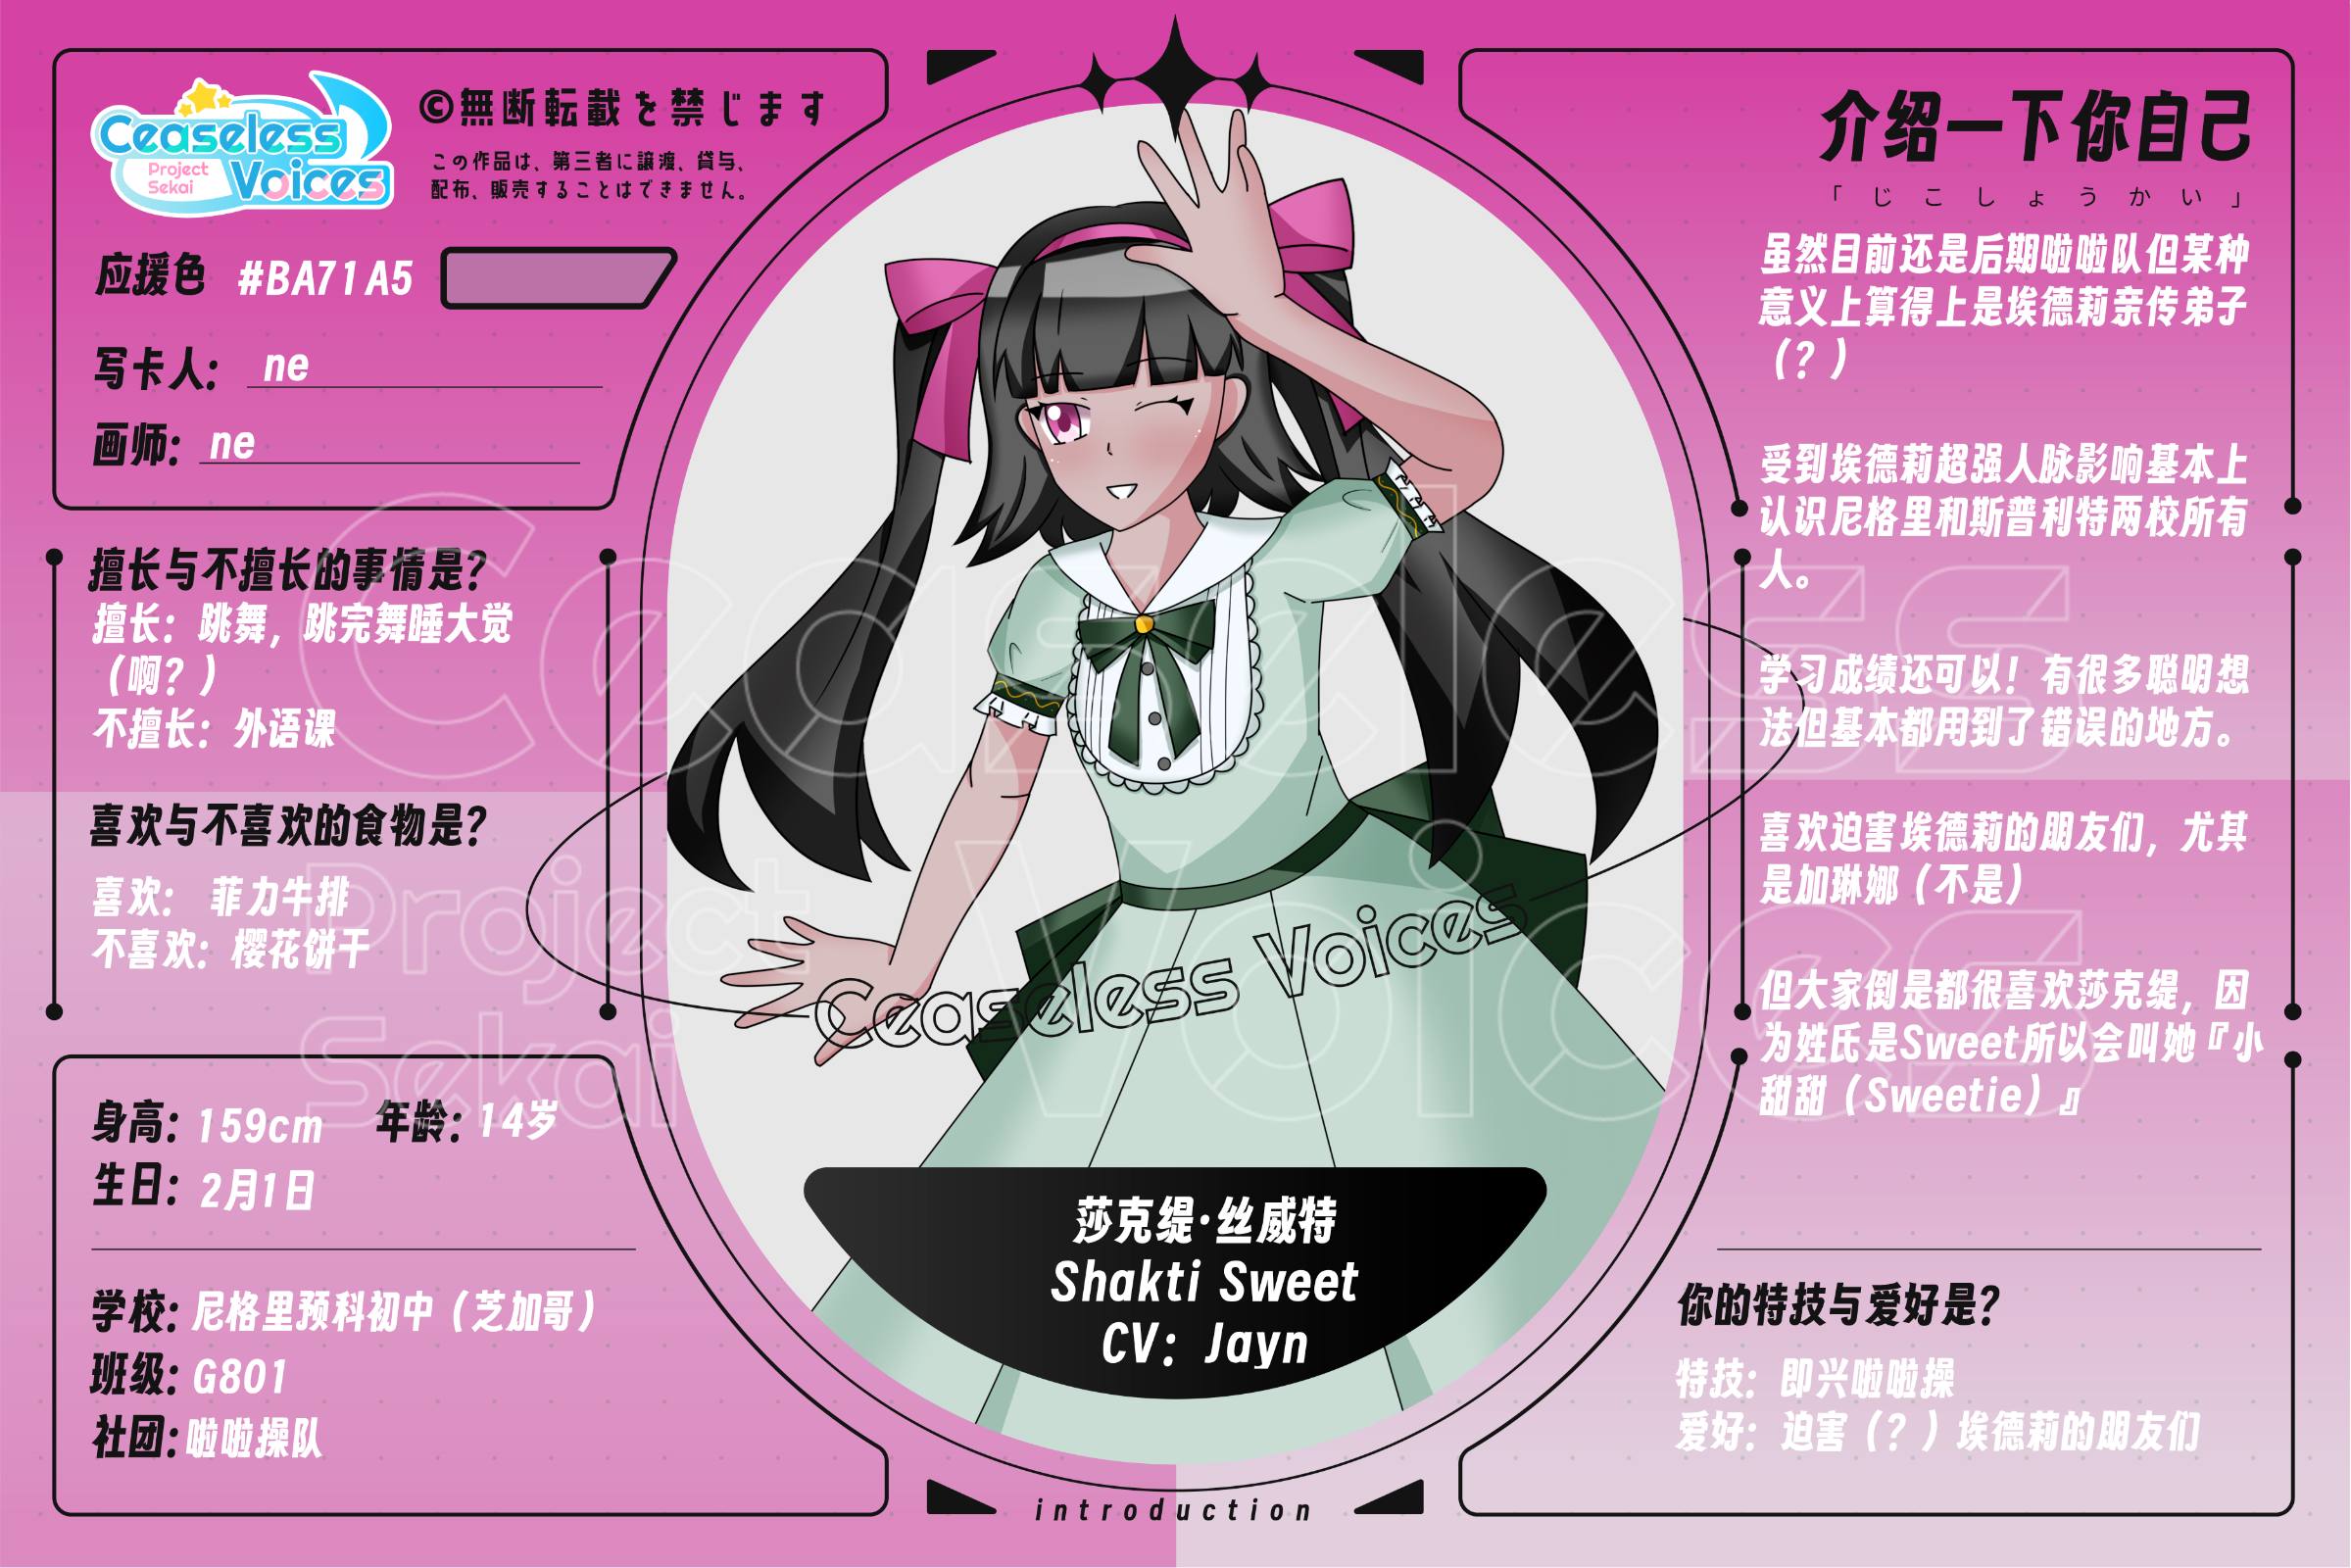 Ceaseless
Project
Sekai
Voices
©無断転載を禁じます
この作品は、第三者に譲渡、貸与、
配布、販売することはできません。
应援色 #BA71A5
写卡人： ne
画师： ne
擅长与不擅长的事情是？
擅长：跳舞，跳完舞睡大觉
（啊？）
不擅长：外语课
喜欢与不喜欢的食物是？
喜欢： 菲力牛排
不喜欢：樱花饼干
身高：159cm 年龄：14岁
生日：2月1日
学校：尼格里预科初中（芝加哥）
班级：G801
社团：啦啦操队
Ceaseless Voices
莎克缇·丝威特
Shakti Sweet
CV：Jayn
introduction
介绍一下你自己
「じこしょうかい」
虽然目前还是后期啦啦队但某种
意义上算得上是埃德莉亲传弟子
（？）
受到埃德莉超强人脉影响基本上
认识尼格里和斯普利特两校所有
人。
学习成绩还可以！有很多聪明想
法但基本都用到了错误的地方。
喜欢迫害埃德莉的朋友们，尤其
是加琳娜（不是）
但大家倒是都很喜欢莎克缇，因
为姓氏是Sweet所以会叫她『小
甜甜（Sweetie）』
你的特技与爱好是？
特技：即兴啦啦操
爱好：迫害（？）埃德莉的朋友们
Ceaseless
Project
Sekai
Voices